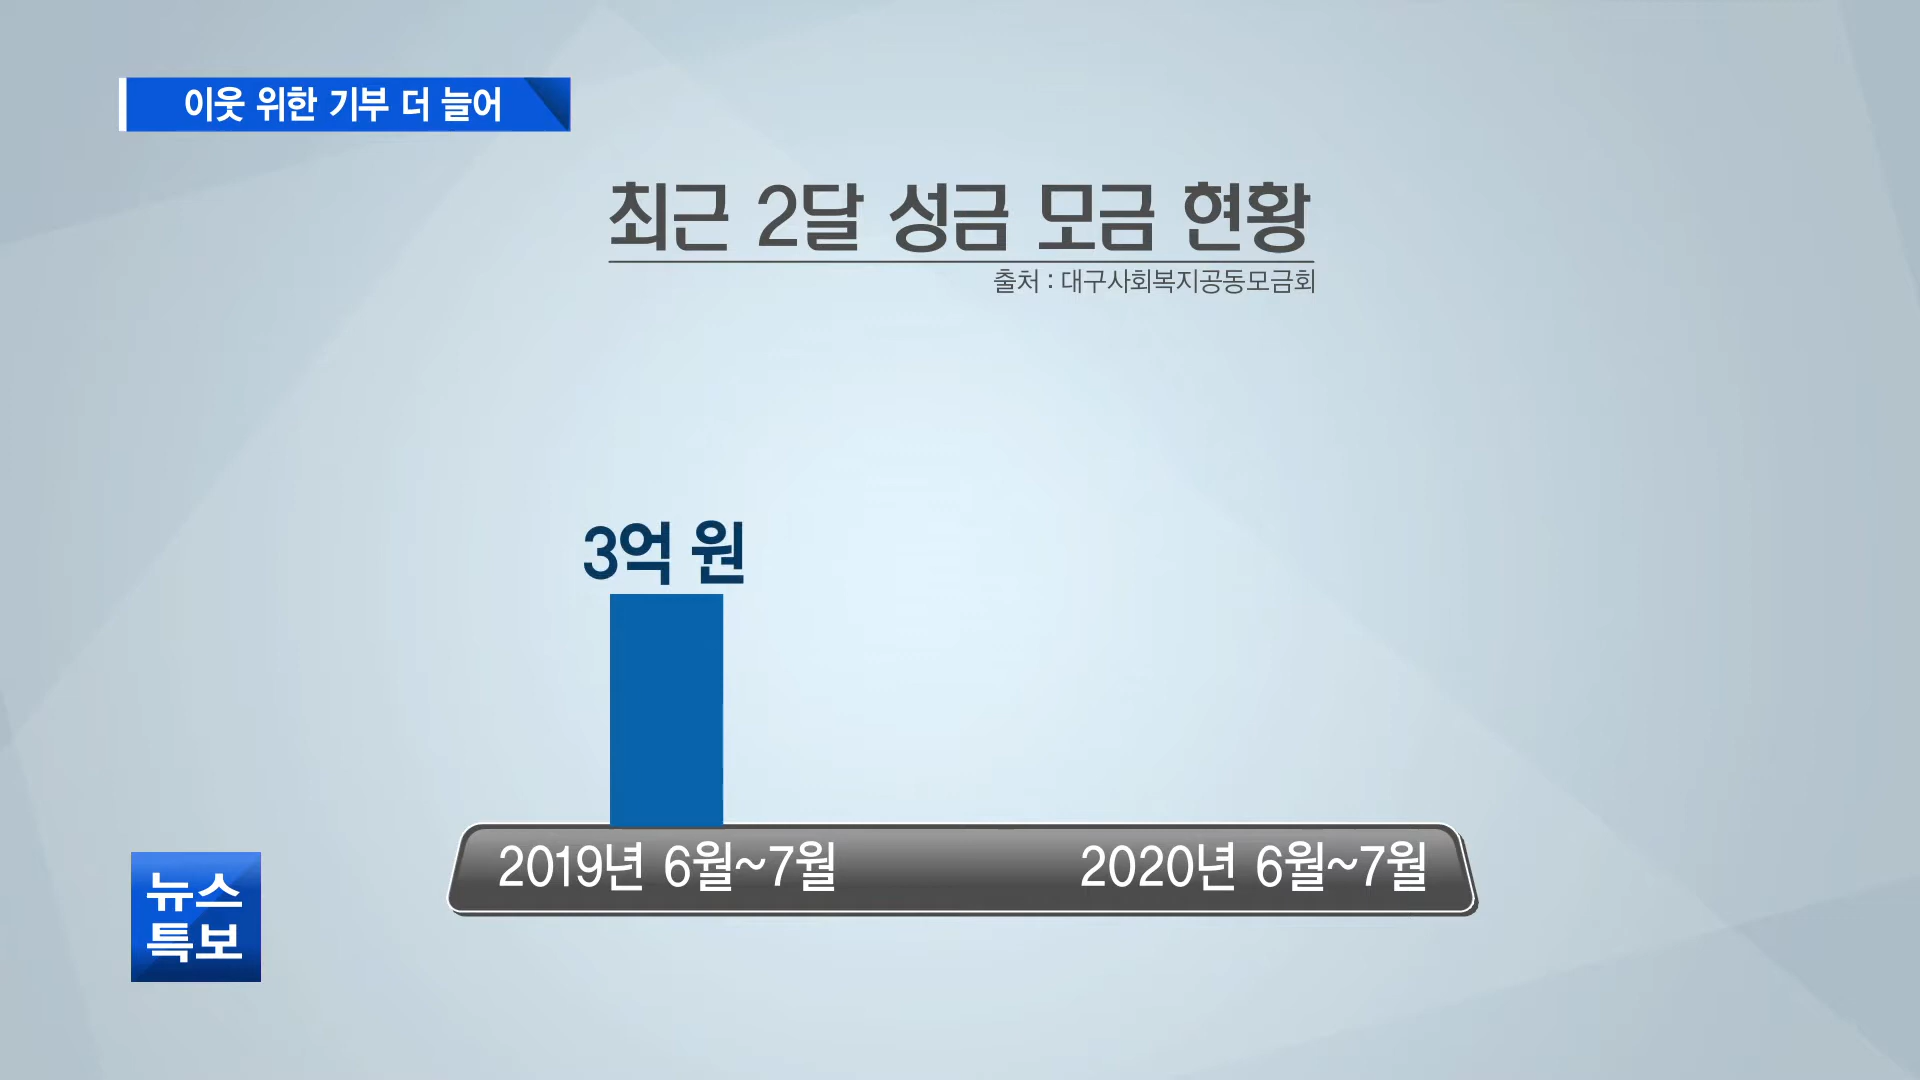 이웃 위한 기부 더 늘어
최근 2달 성금 모금 현황
출처 : 대구사회복지공동모금회
3억 원
2019년 6월~7월
2020년 6월~7월
뉴스
특보